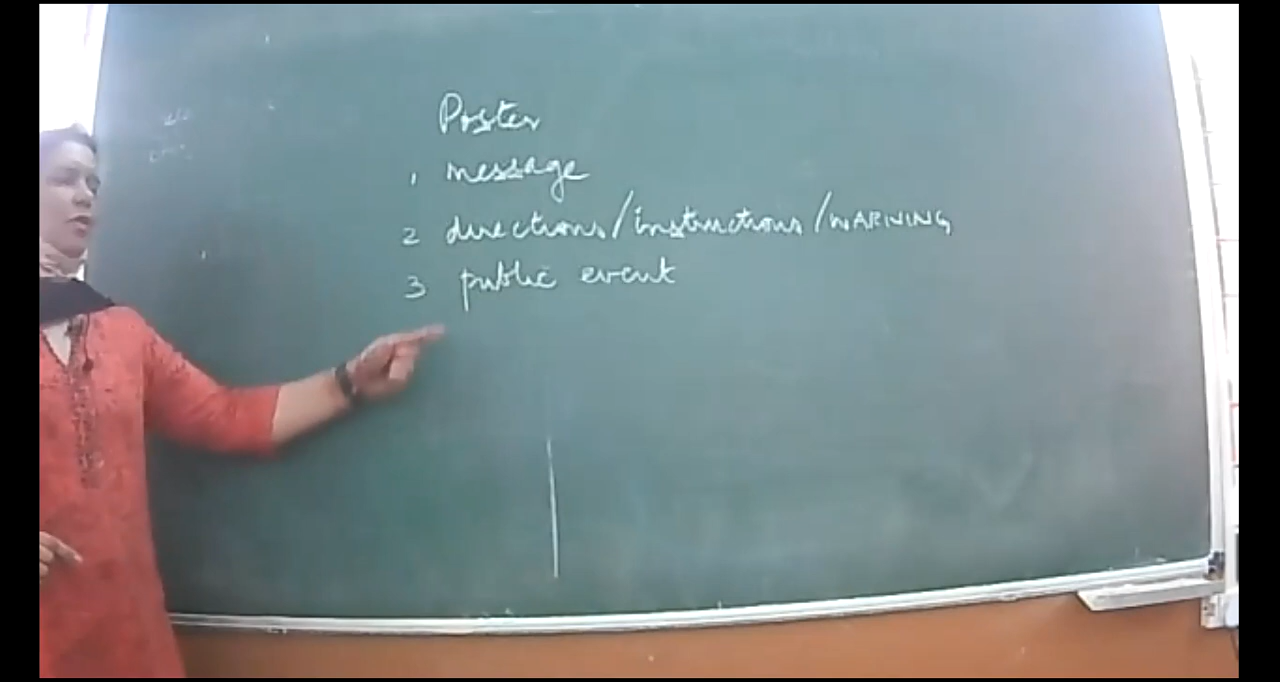 Poster
1 message
2 directions/instructions/WARNING
3 public event